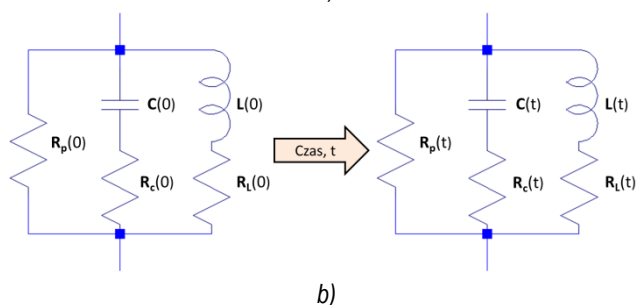 C(0)
L(0)
Rp(0)
Rc(0)
RL(0)
Czas, t
C(t)
L(t)
Rp(t)
Rc(t)
RL(t)
b)